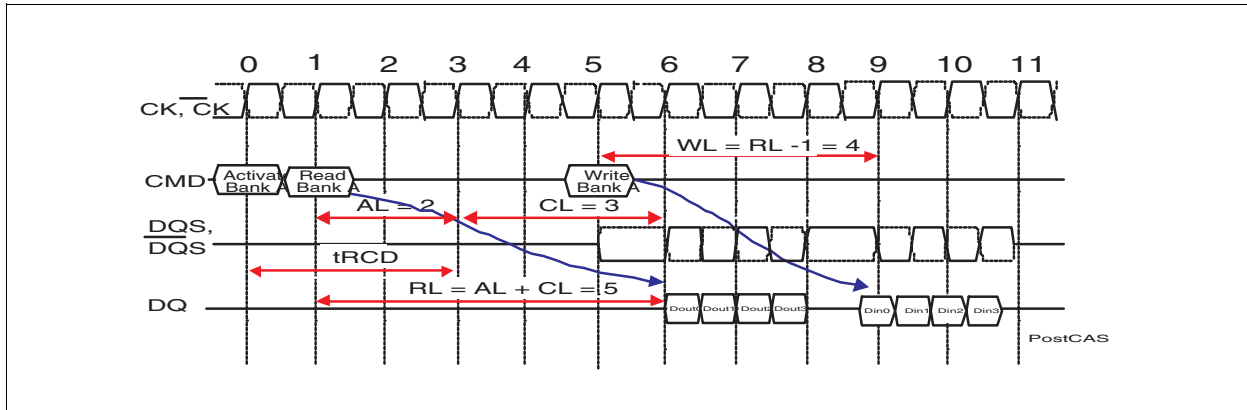 0 1 2 3 4 5 6 7 8 9 10 11
CK, CK
WL = RL -1 = 4
CMD
Activat
Bank A
Read
Bank A
Write
Bank A
AL = 2
CL = 3
DQS,
DQS
tRCD
RL = AL + CL = 5
DQ
Dout0
Dout1
Dout2
Dout3
Din0
Din1
Din2
Din3
PostCAS